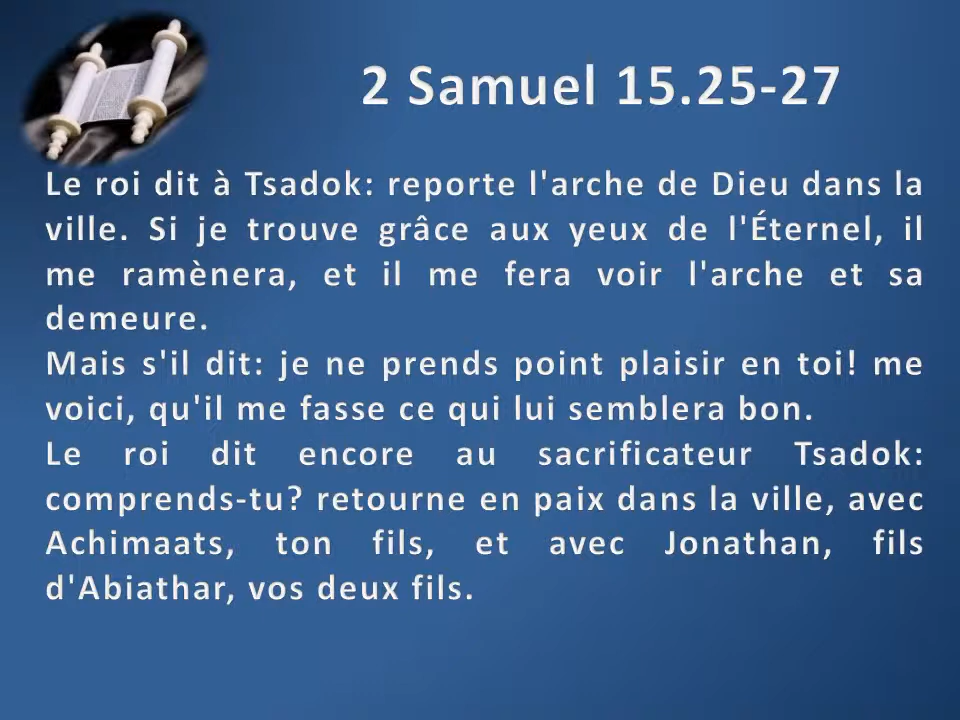 2 Samuel 15.25-27
Le roi dit à Tsadok: reporte l'arche de Dieu dans la
ville. Si je trouve grâce aux yeux de l'Éternel, il
me ramènera, et il me fera voir l'arche et sa
demeure.
Mais s'il dit: je ne prends point plaisir en toi! me
voici, qu'il me fasse ce qui lui semblera bon.
Le roi dit encore au sacrificateur Tsadok:
comprends-tu? retourne en paix dans la ville, avec
Achimaats, ton fils, et avec Jonathan, fils
d'Abiathar, vos deux fils.